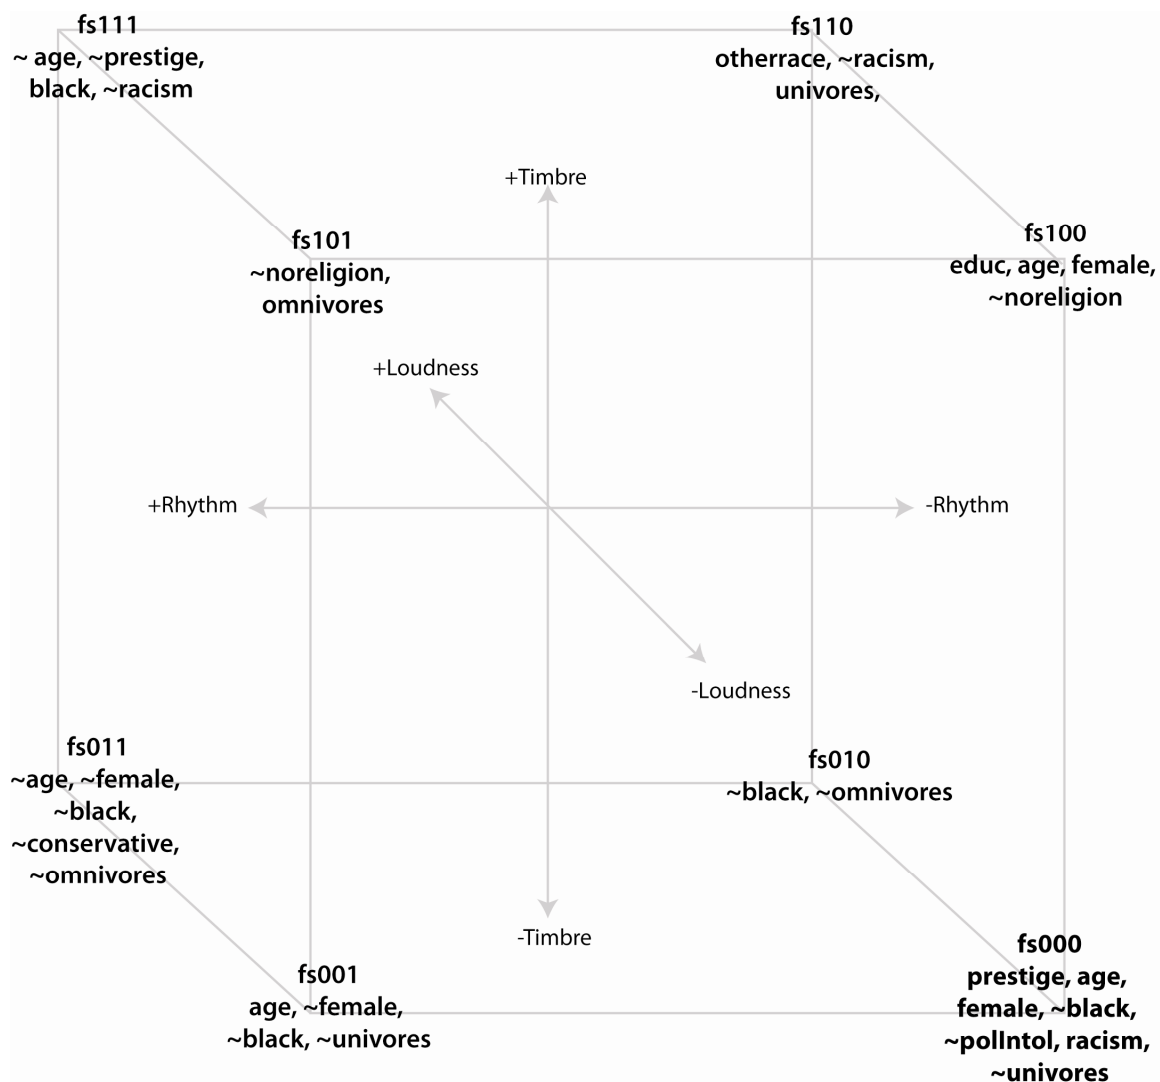 fs111
~ age, ~prestige,
black, ~racism
fs110
otherrace, ~racism,
univores,
+Timbre
fs101
~noreligion,
omnivores
fs100
educ, age, female,
~noreligion
+Loudness
+Rhythm
-Rhythm
-Loudness
fs011
~age, ~female,
~black,
~conservative,
~omnivores
fs010
~black, ~omnivores
-Timbre
fs001
age, ~female,
~black, ~univores
fs000
prestige, age,
female, ~black,
~polIntol, racism,
~univores